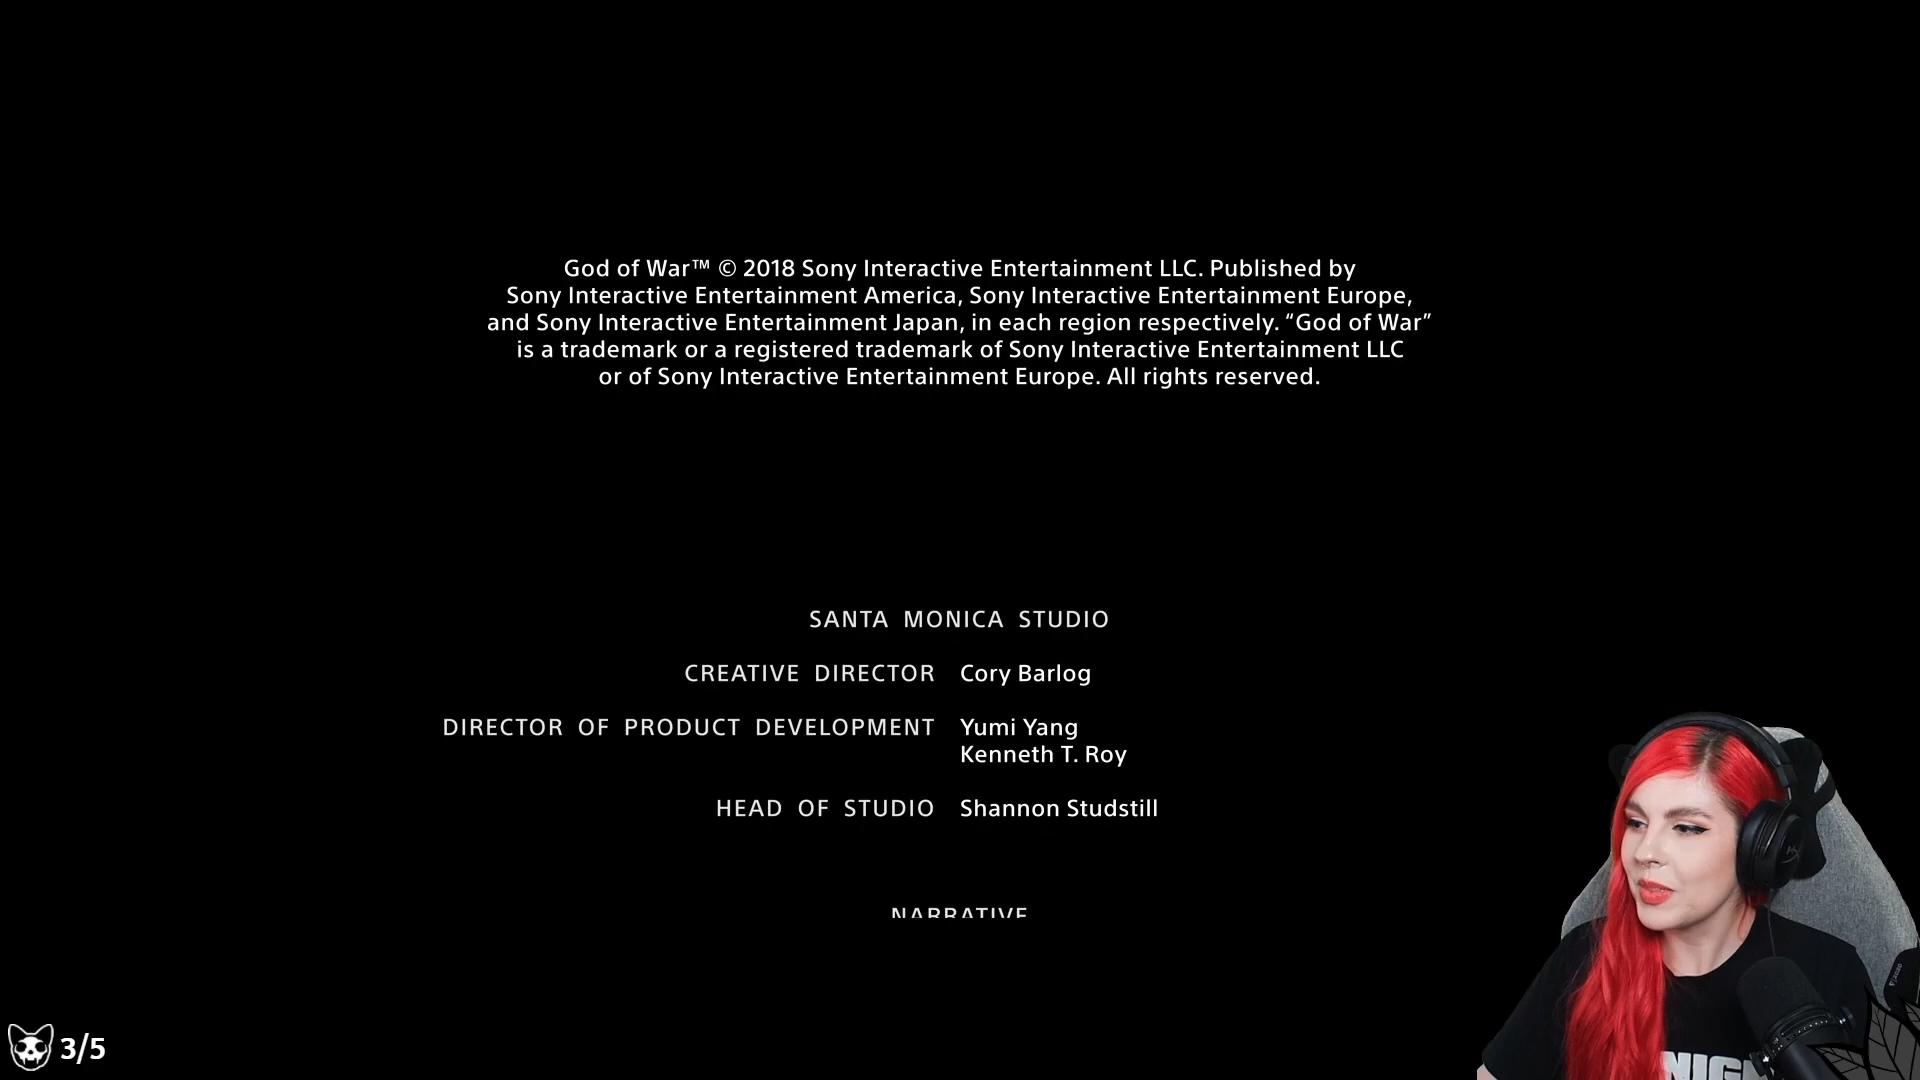 God of War™ © 2018 Sony Interactive Entertainment LLC. Published by
Sony Interactive Entertainment America, Sony Interactive Entertainment Europe,
and Sony Interactive Entertainment Japan, in each region respectively. “God of War”
is a trademark or a registered trademark of Sony Interactive Entertainment LLC
or of Sony Interactive Entertainment Europe. All rights reserved.
SANTA MONICA STUDIO
CREATIVE DIRECTOR Cory Barlog
DIRECTOR OF PRODUCT DEVELOPMENT Yumi Yang
Kenneth T. Roy
HEAD OF STUDIO Shannon Studstill
NARRATIVE
3/5